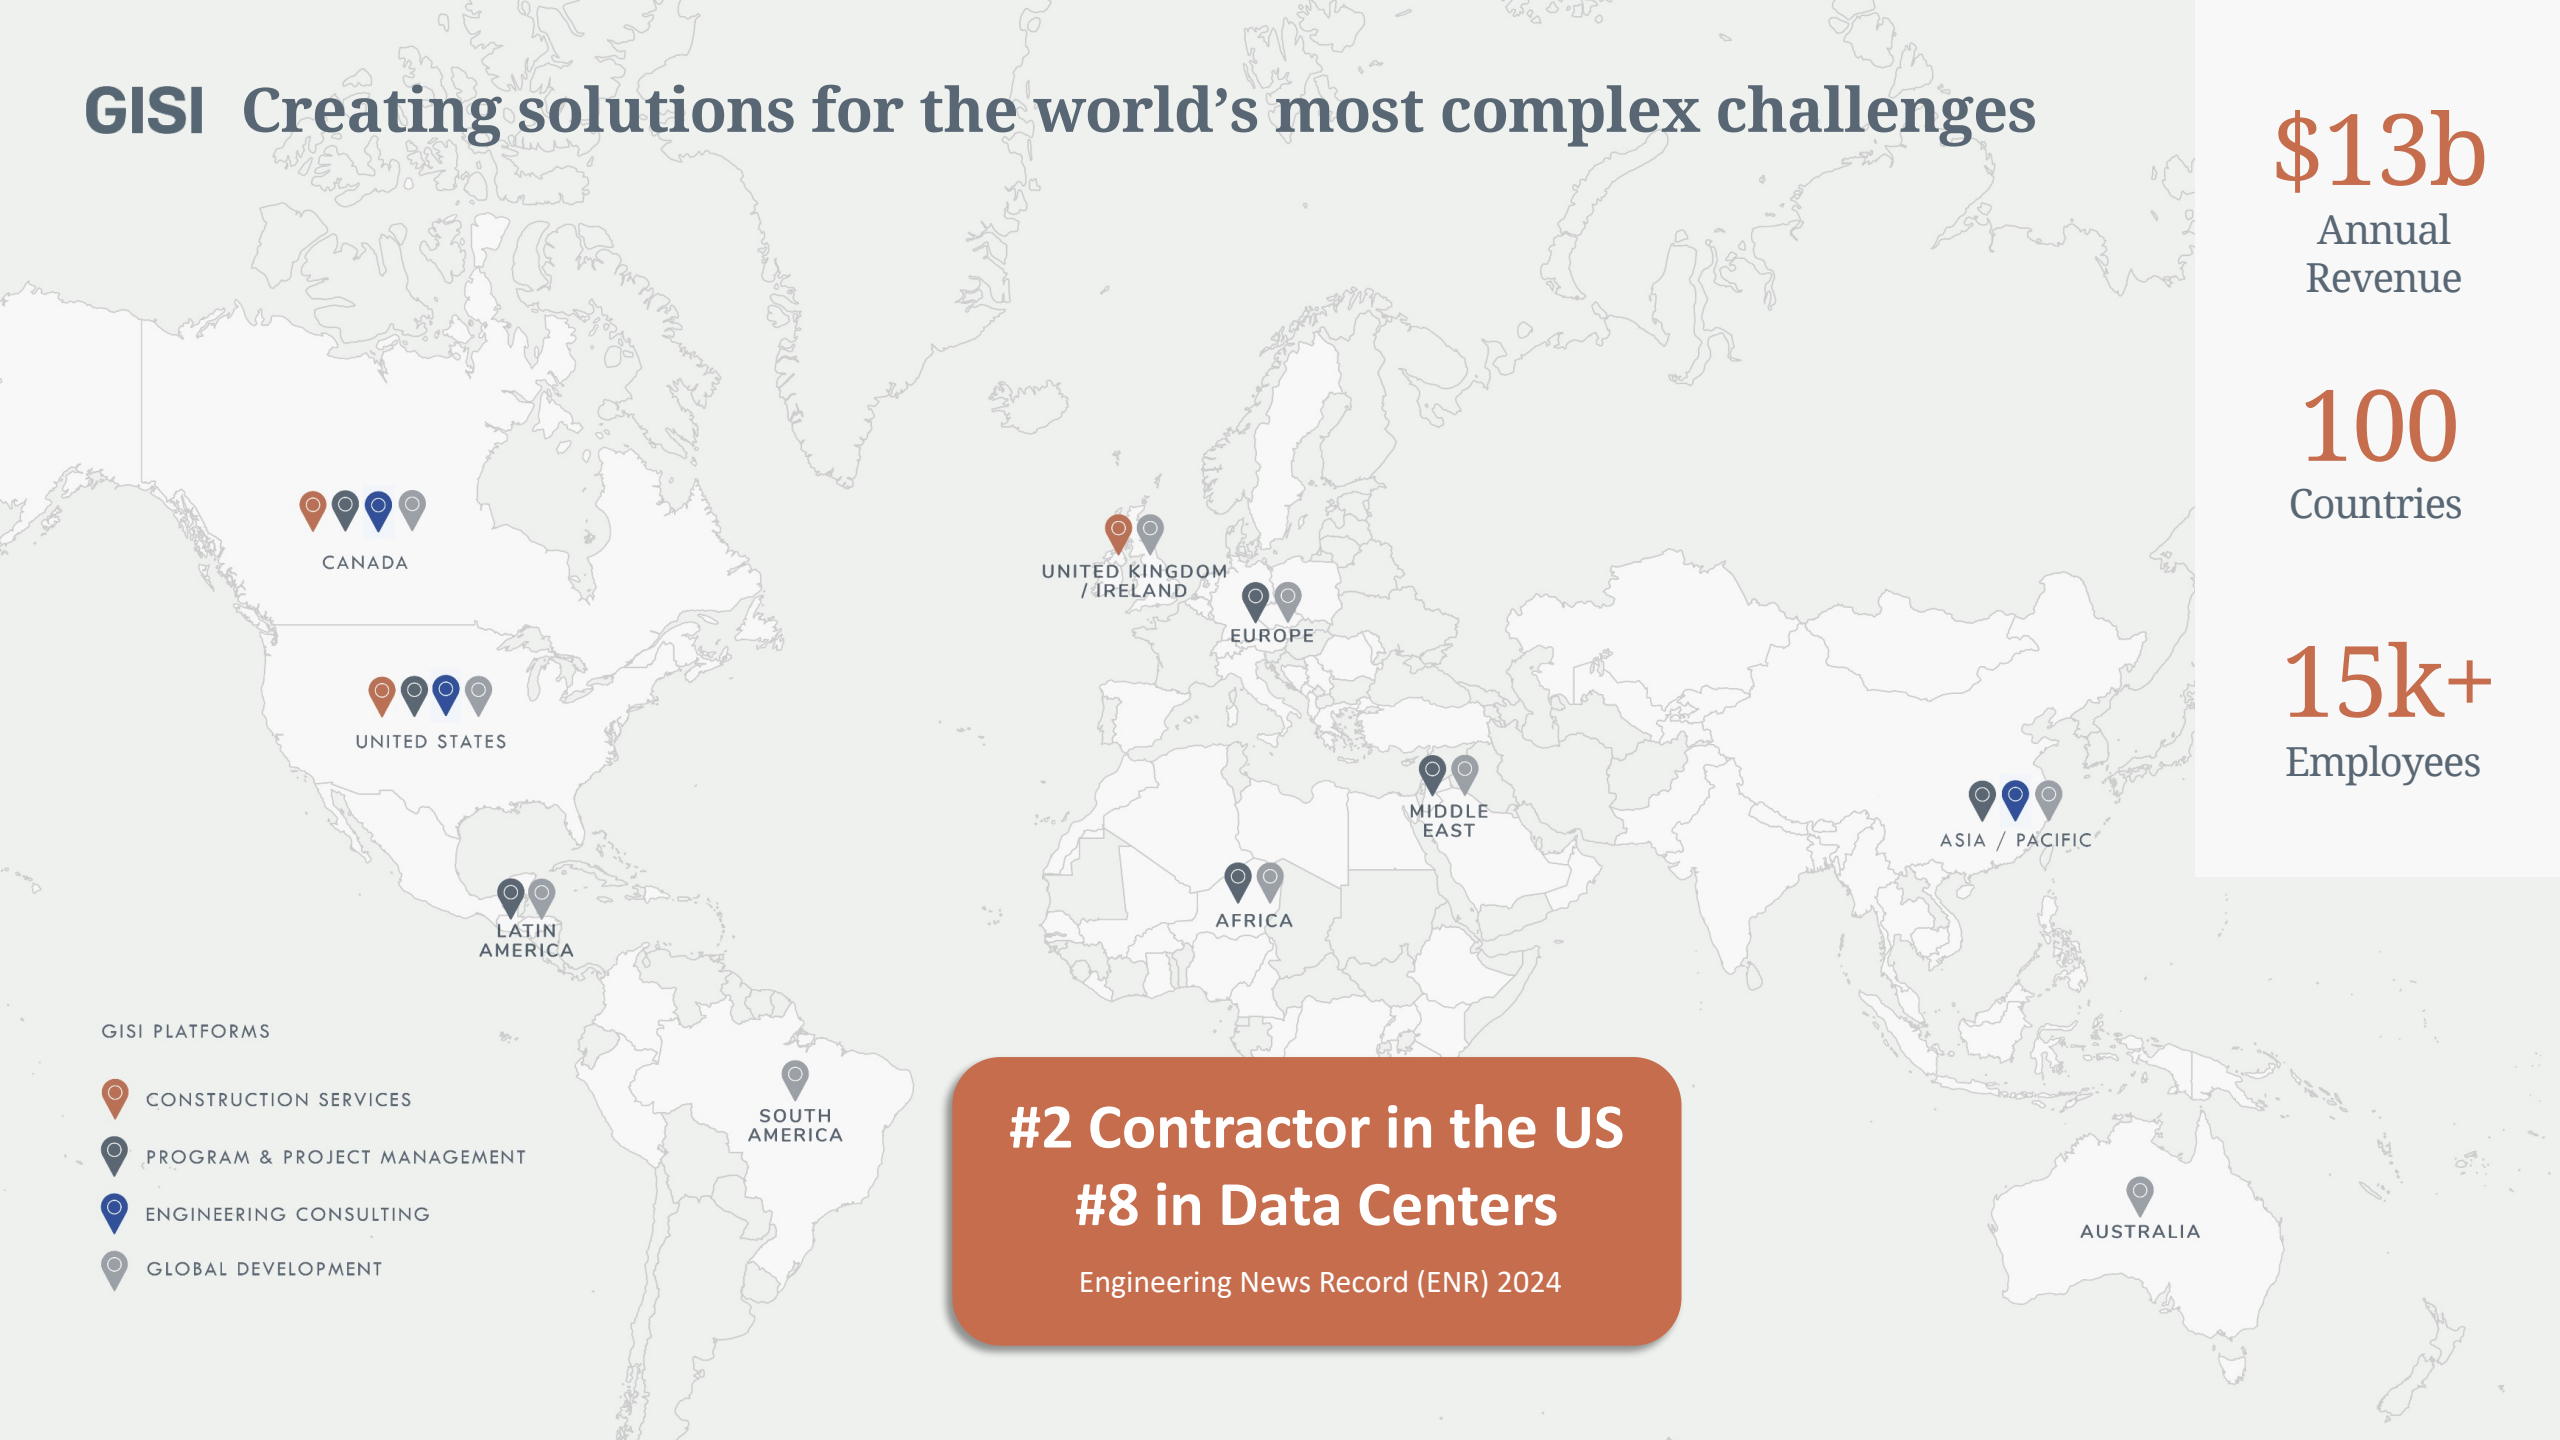 GISI Creating solutions for the world’s most complex challenges
$13b
Annual
Revenue
100
Countries
15k+
Employees
CANADA
UNITED STATES
LATIN
AMERICA
SOUTH
AMERICA
UNITED KINGDOM
/ IRELAND
EUROPE
MIDDLE
EAST
AFRICA
ASIA / PACIFIC
AUSTRALIA
GISI PLATFORMS
CONSTRUCTION SERVICES
PROGRAM & PROJECT MANAGEMENT
ENGINEERING CONSULTING
GLOBAL DEVELOPMENT
#2 Contractor in the US
#8 in Data Centers
Engineering News Record (ENR) 2024